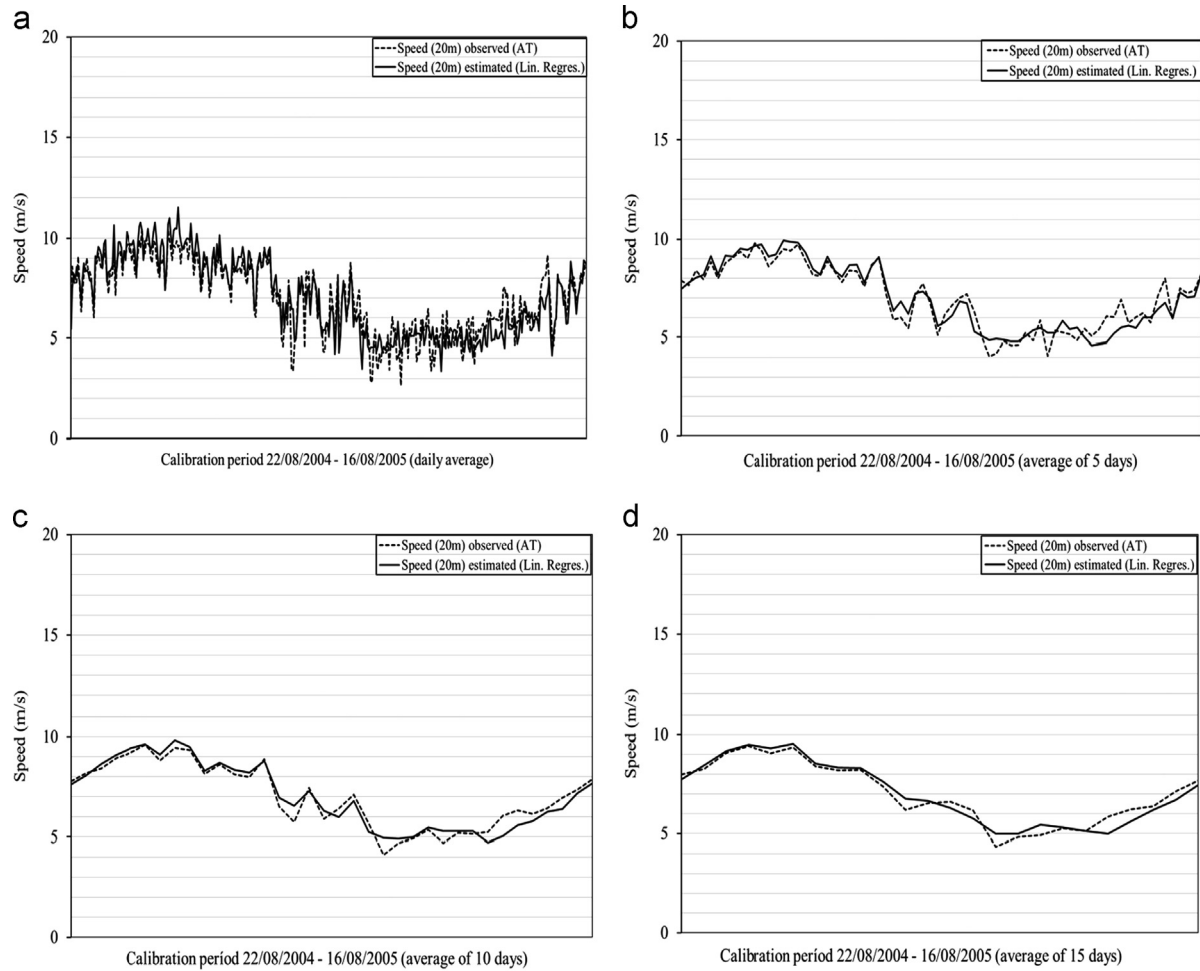 a
20
15
10
5
0
Speed (m/s)
Speed (20m) observed (AT)
Speed (20m) estimated (Lin. Regres.)
Calibration period 22/08/2004 - 16/08/2005 (daily average)
b
20
15
10
5
0
Speed (m/s)
Speed (20m) observed (AT)
Speed (20m) estimated (Lin. Regres.)
Calibration period 22/08/2004 - 16/08/2005 (average of 5 days)
c
20
15
10
5
0
Speed (m/s)
Speed (20m) observed (AT)
Speed (20m) estimated (Lin. Regres.)
Calibration period 22/08/2004 - 16/08/2005 (average of 10 days)
d
20
15
10
5
0
Speed (m/s)
Speed (20m) observed (AT)
Speed (20m) estimated (Lin. Regres.)
Calibration period 22/08/2004 - 16/08/2005 (average of 15 days)